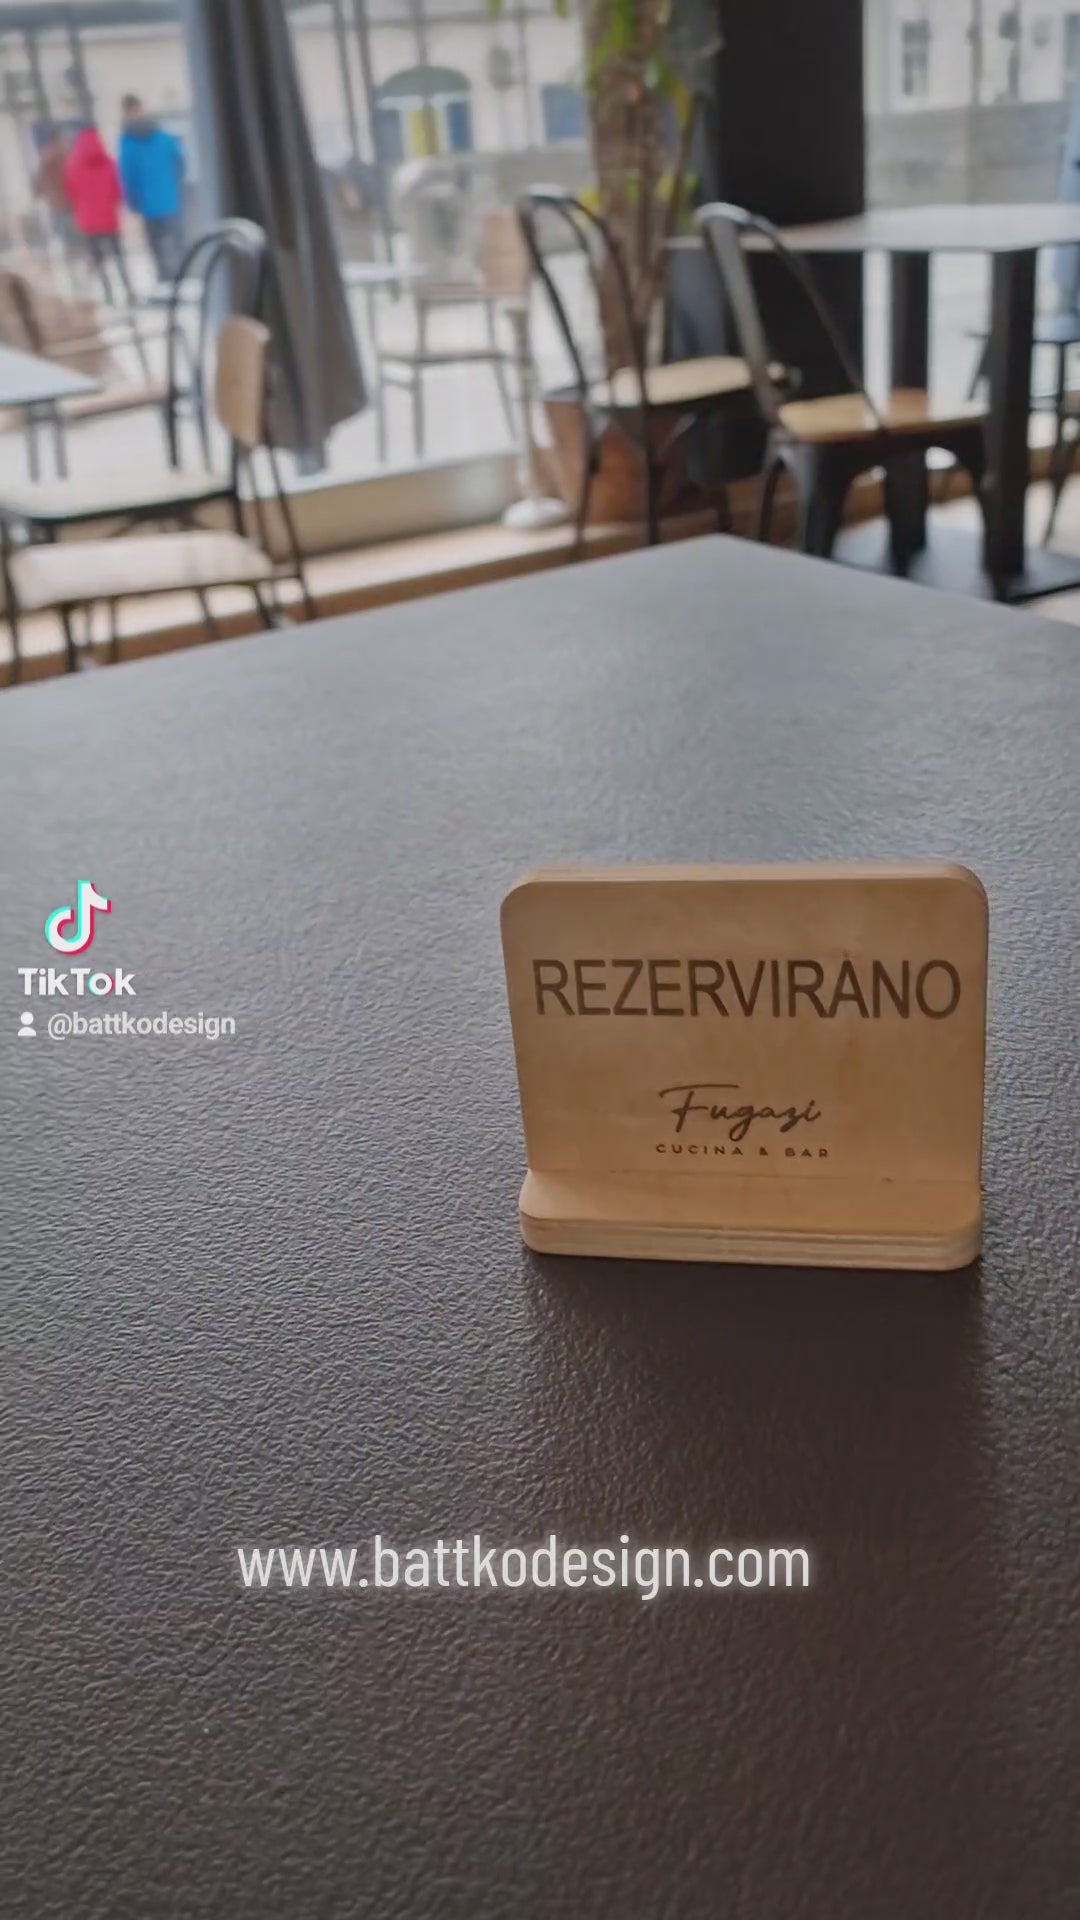 REZERVIRANO
Fugazi
CUCINA & BAR
TikTok
@battkodesign
www.battkodesign.com